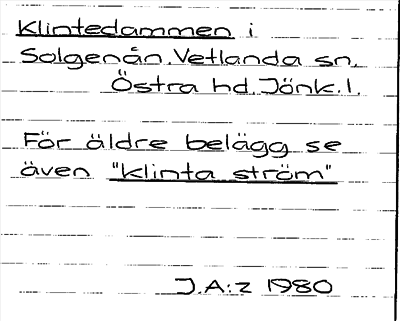 Klintedammen i
Solgenån. Vetlanda sn.
Östra hd. Jönk. l.
För äldre belägg se
även "klinta ström"
J.A:z 1980